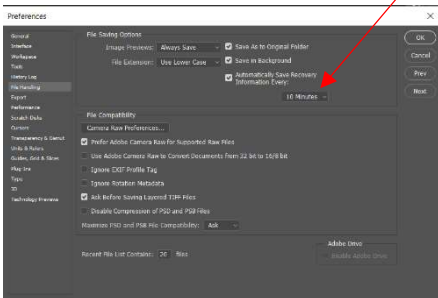 Preferences
General
Interface
Workspace
Tools
History Log
File Handling
Export
Performance
Scratch Disks
Cursors
Transparency & Gamut
Units & Rulers
Guides, Grid & Slices
Plug-Ins
Type
3D
Technology Previews
File Saving Options
Image Previews: Always Save
File Extension: Use Lower Case
Save As to Original Folder
Save in Background
Automatically Save Recovery
Information Every:
10 Minutes
File Compatibility
Camera Raw Preferences...
Prefer Adobe Camera Raw for Supported Raw Files
Use Adobe Camera Raw to Convert Documents from 32 bit to 16/8 bit
Ignore EXIF Profile Tag
Ignore Rotation Metadata
Ask Before Saving Layered TIFF Files
Disable Compression of PSD and PSB Files
Maximize PSD and PSB File Compatibility: Ask
Recent File List Contains: 20 files
Adobe Drive
Enable Adobe Drive
OK
Cancel
Prev
Next